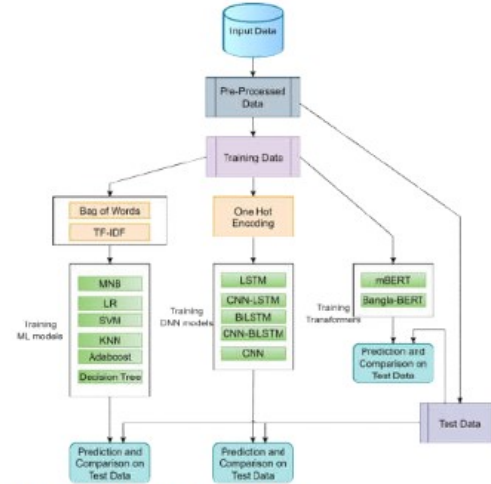 Input Data
Pre-Processed
Data
Training Data
Bag of Words
TF-IDF
One Hot
Encoding
MNB
LR
SVM
KNN
Adaboost
Decision Tree
Training
ML models
LSTM
CNN-LSTM
BiLSTM
CNN-BiLSTM
CNN
Training
DNN models
mBERT
Bangla-BERT
Training
Transformers
Prediction and
Comparison on
Test Data
Test Data
Prediction and
Comparison on
Test Data
Prediction and
Comparison on
Test Data